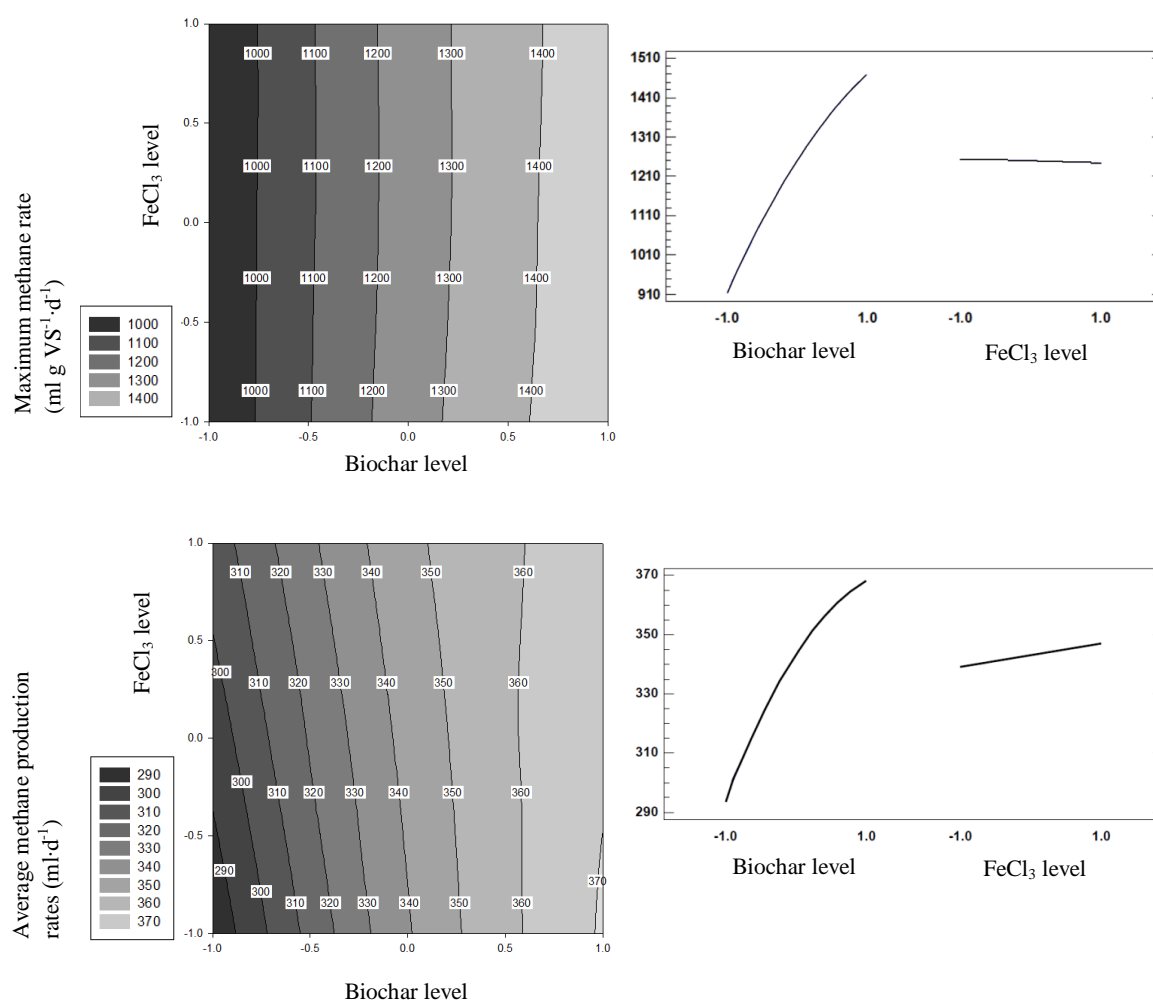 Maximum methane rate
(ml g VS⁻¹·d⁻¹)
1000
1100
1200
1300
1400
FeCl₃ level
1.0
0.5
0.0
-0.5
-1.0
1000 1100 1200 1300 1400
1000 1100 1200 1300 1400
1000 1100 1200 1300 1400
1000 1100 1200 1300 1400
-1.0 -0.5 0.0 0.5 1.0
Biochar level
1510
1410
1310
1210
1110
1010
910
-1.0 1.0 -1.0 1.0
Biochar level FeCl₃ level
Average methane production
rates (ml·d⁻¹)
290
300
310
320
330
340
350
360
370
FeCl₃ level
1.0
0.5
0.0
-0.5
-1.0
310 320 330 340 350 360
300 310 320 330 340 350 360
300 310 320 330 340 350 360
290 300 310 320 330 340 350 360 370
-1.0 -0.5 0.0 0.5 1.0
Biochar level
370
350
330
310
290
-1.0 1.0 -1.0 1.0
Biochar level FeCl₃ level